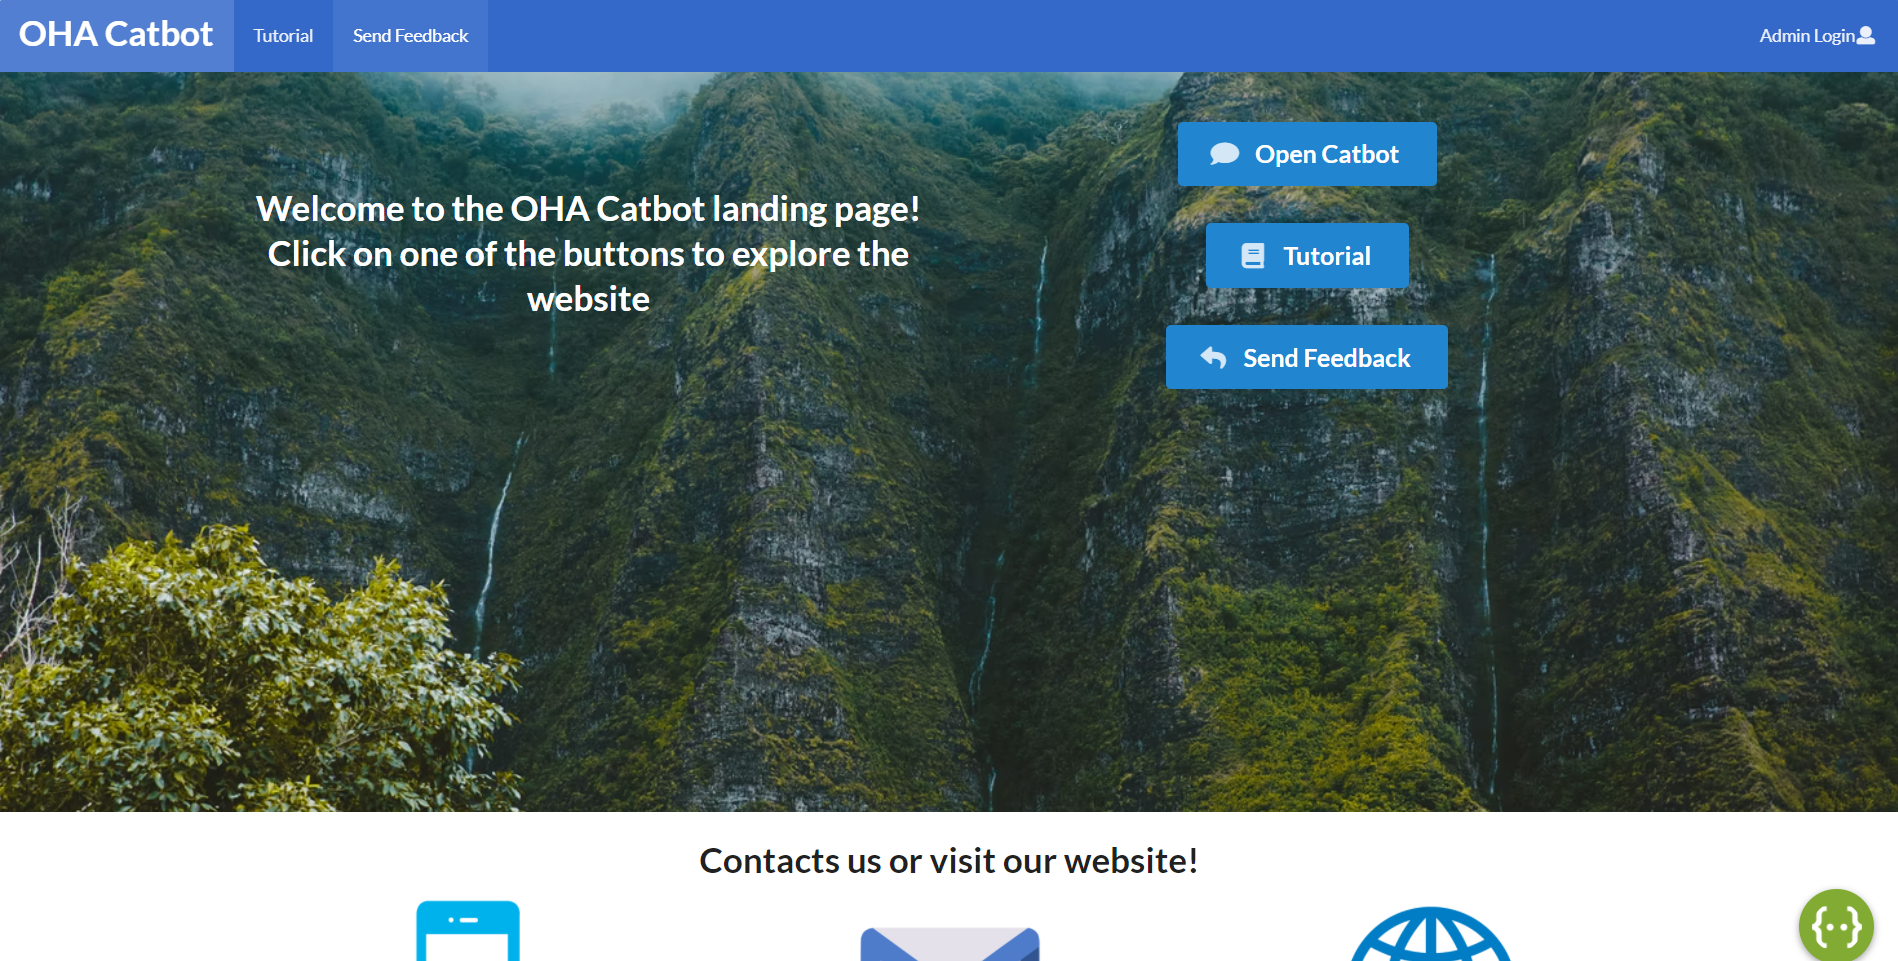 OHA Catbot
Tutorial
Send Feedback
Admin Login
Welcome to the OHA Catbot landing page!
Click on one of the buttons to explore the
website
Open Catbot
Tutorial
Send Feedback
Contacts us or visit our website!